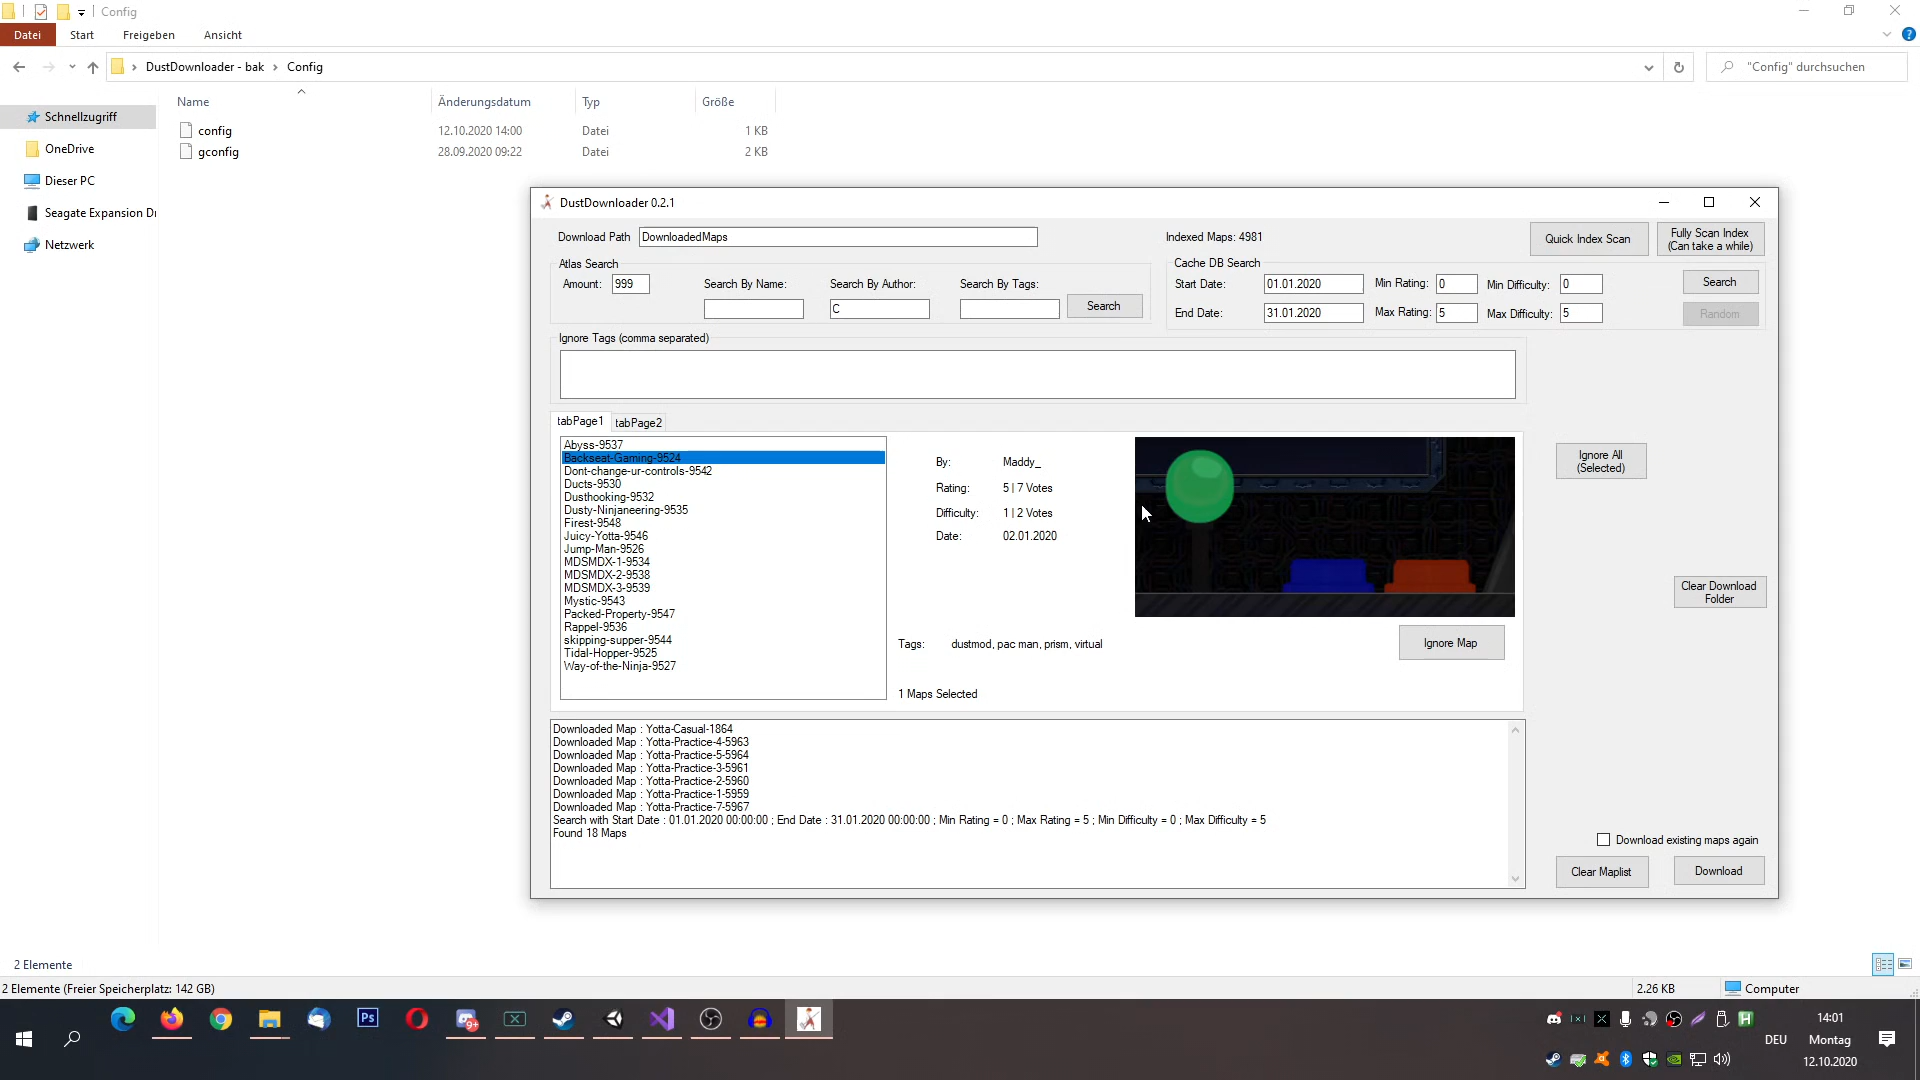 Config
Datei Start Freigeben Ansicht
DustDownloader - bak > Config
"Config" durchsuchen
Name Änderungsdatum Typ Größe
config 12.10.2020 14:00 Datei 1 KB
gconfig 28.09.2020 09:22 Datei 2 KB
Schnellzugriff
OneDrive
Dieser PC
Seagate Expansion Dr
Netzwerk
DustDownloader 0.2.1
Download Path DownloadedMaps
Indexed Maps: 4981
Quick Index Scan
Fully Scan Index
(Can take a while)
Atlas Search
Amount: 999
Search By Name:
Search By Author:
C
Search By Tags:
Search
Cache DB Search
Start Date: 01.01.2020 Min Rating: 0 Min Difficulty: 0 Search
End Date: 31.01.2020 Max Rating: 5 Max Difficulty: 5 Random
Ignore Tags (comma separated)
tabPage1 tabPage2
Abyss-9537
Backseat-Gaming-9524
Dont-change-ur-controls-9542
Ducts-9530
Dusthooking-9532
Dusty-Ninjaneering-9535
Firest-9548
Juicy-Yotta-9546
Jump-Man-9526
MDSMDX-1-9534
MDSMDX-2-9538
MDSMDX-3-9539
Mystic-9543
Packed-Property-9547
Rappel-9536
skipping-supper-9544
Tidal-Hopper-9525
Way-of-the-Ninja-9527
By: Maddy_
Rating: 5 | 7 Votes
Difficulty: 1 | 2 Votes
Date: 02.01.2020
Tags: dustmod, pac man, prism, virtual
1 Maps Selected
Ignore Map
Ignore All
(Selected)
Clear Download
Folder
Downloaded Map : Yotta-Casual-1864
Downloaded Map : Yotta-Practice-4-5963
Downloaded Map : Yotta-Practice-5-5964
Downloaded Map : Yotta-Practice-3-5961
Downloaded Map : Yotta-Practice-2-5960
Downloaded Map : Yotta-Practice-1-5959
Downloaded Map : Yotta-Practice-7-5967
Search with Start Date : 01.01.2020 00:00:00 ; End Date : 31.01.2020 00:00:00 ; Min Rating = 0 ; Max Rating = 5 ; Min Difficulty = 0 ; Max Difficulty = 5
Found 18 Maps
Download existing maps again
Clear Maplist
Download
2 Elemente
2 Elemente (Freier Speicherplatz: 142 GB)
2.26 KB
Computer
Ps
9+
DEU
14:01
Montag
12.10.2020